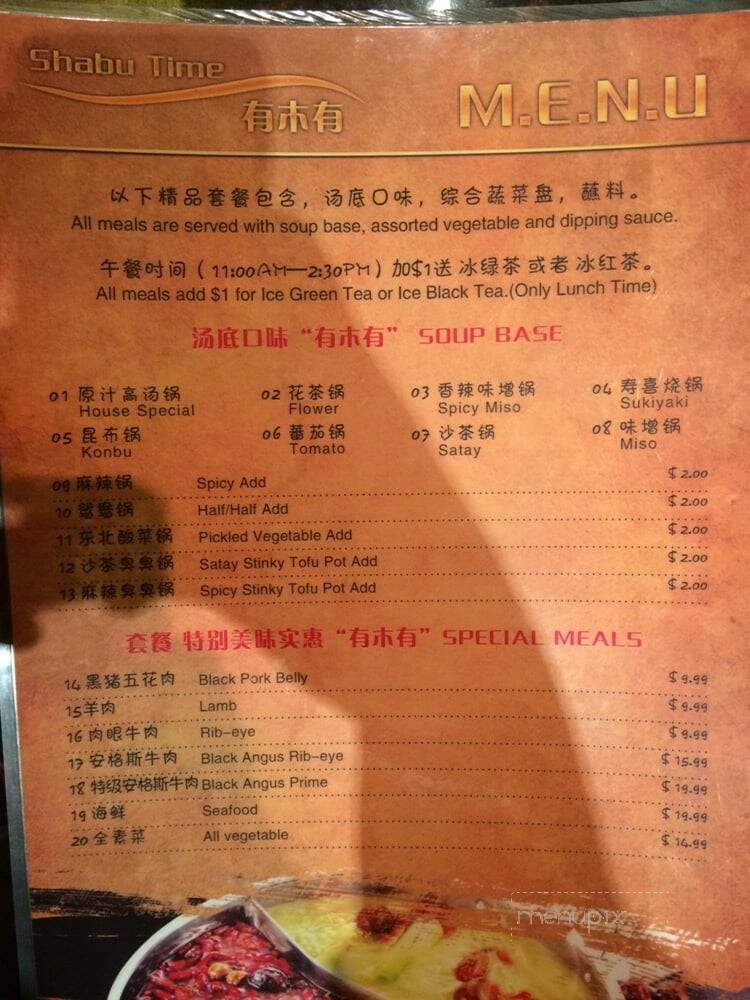 Shabu Time
有木有
M.E.N.U
以下精品套餐包含，汤底口味，综合蔬菜盘，蘸料。
All meals are served with soup base, assorted vegetable and dipping sauce.
午餐时间（11:00AM—2:30PM）加$1送 冰绿茶 或者 冰红茶。
All meals add $1 for Ice Green Tea or Ice Black Tea.(Only Lunch Time)
汤底口味“有木有” SOUP BASE
01 原汁高汤锅 02 花茶锅 03 香辣味增锅 04 寿喜烧锅
House Special Flower Spicy Miso Sukiyaki
05 昆布锅 06 蕃茄锅 07 沙茶锅 08 味增锅
Konbu Tomato Satay Miso
09 麻辣锅 Spicy Add $2.00
10 鸳鸯锅 Half/Half Add $2.00
11 东北酸菜锅 Pickled Vegetable Add $2.00
12 沙茶臭臭锅 Satay Stinky Tofu Pot Add $2.00
13 麻辣臭臭锅 Spicy Stinky Tofu Pot Add $2.00
套餐 特别美味实惠“有木有”SPECIAL MEALS
14 黑猪五花肉 Black Pork Belly $9.99
15 羊肉 Lamb $9.99
16 肉眼牛肉 Rib-eye $9.99
17 安格斯牛肉 Black Angus Rib-eye $15.99
18 特级安格斯牛肉 Black Angus Prime $19.99
19 海鲜 Seafood $19.99
20 全素菜 All vegetable $14.99
menupix